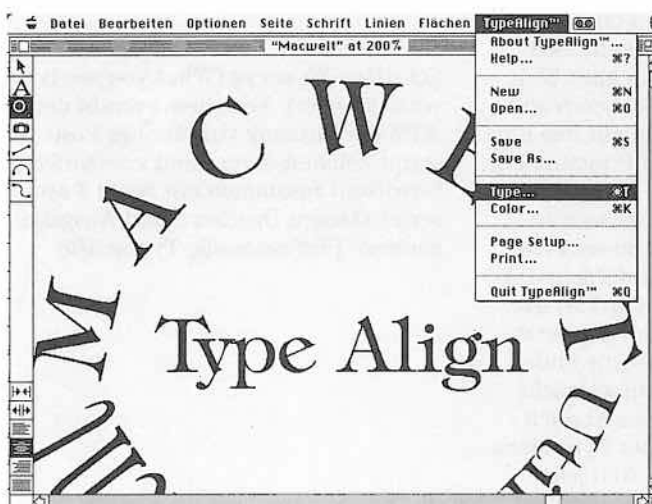 Datei Bearbeiten Optionen Seite Schrift Linien Flächen TypeAlign™
"Macwelt" at 200%
About TypeAlign™...
Help... ⌘?
New ⌘N
Open... ⌘O
Save ⌘S
Save As...
Type... ⌘T
Color... ⌘K
Page Setup...
Print...
Quit TypeAlign™ ⌘Q
A
MACW
Type Align